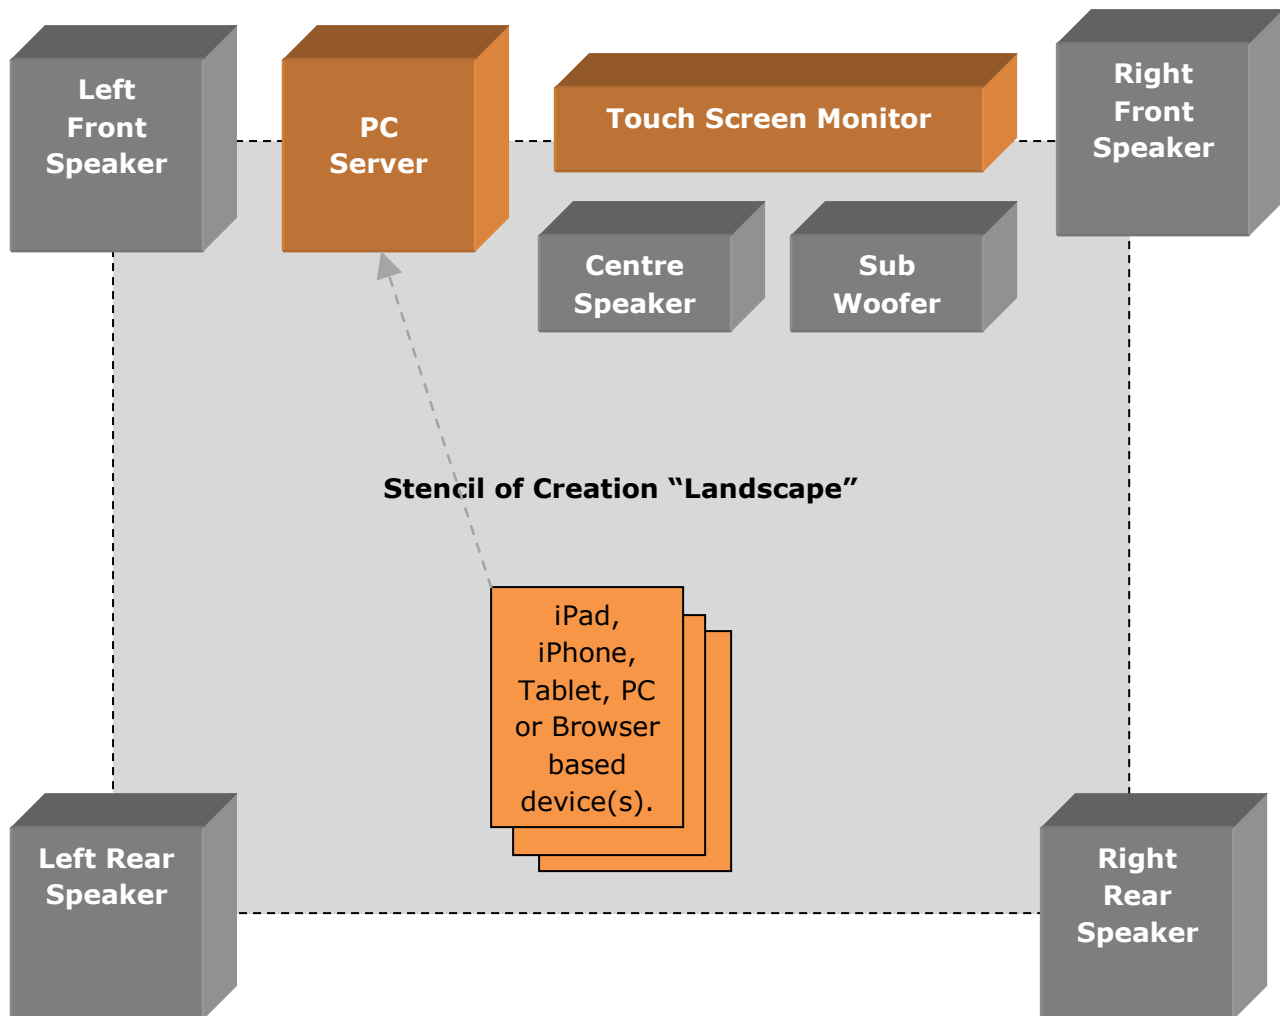 Left
Front
Speaker
PC
Server
Touch Screen Monitor
Right
Front
Speaker
Centre
Speaker
Sub
Woofer
Stencil of Creation “Landscape”
iPad,
iPhone,
Tablet, PC
or Browser
based
device(s).
Left Rear
Speaker
Right
Rear
Speaker